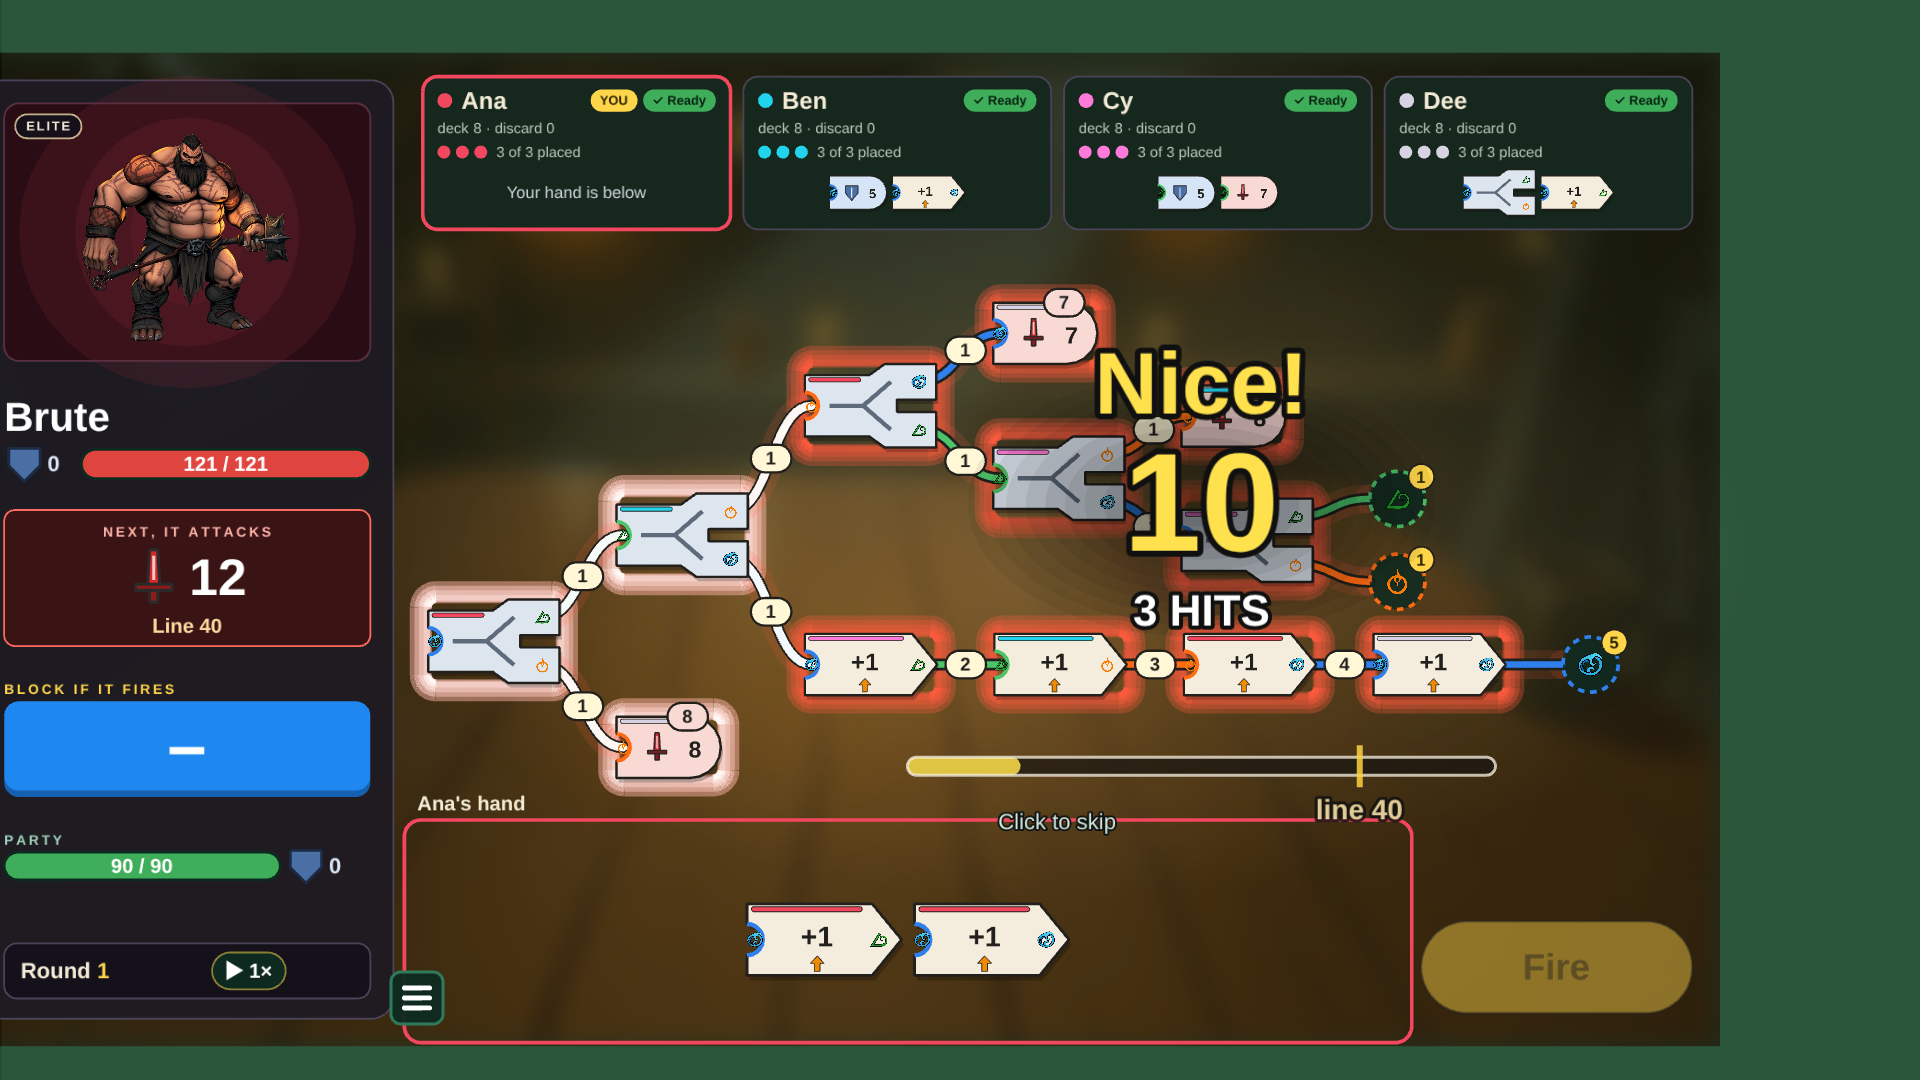 ELITE
Brute
0
121 / 121
NEXT, IT ATTACKS
12
Line 40
BLOCK IF IT FIRES
–
PARTY
90 / 90
0
Round 1
1×
Ana
YOU
✓ Ready
deck 8 · discard 0
3 of 3 placed
Your hand is below
Ben
✓ Ready
deck 8 · discard 0
3 of 3 placed
5
+1
Cy
✓ Ready
deck 8 · discard 0
3 of 3 placed
5
7
Dee
✓ Ready
deck 8 · discard 0
3 of 3 placed
+1
7
7
1
Nice!
1
1
1
10
1
1
1
3 HITS
1
1
+1
2
+1
3
+1
4
+1
5
1
8
8
line 40
Ana's hand
Click to skip
+1
+1
Fire